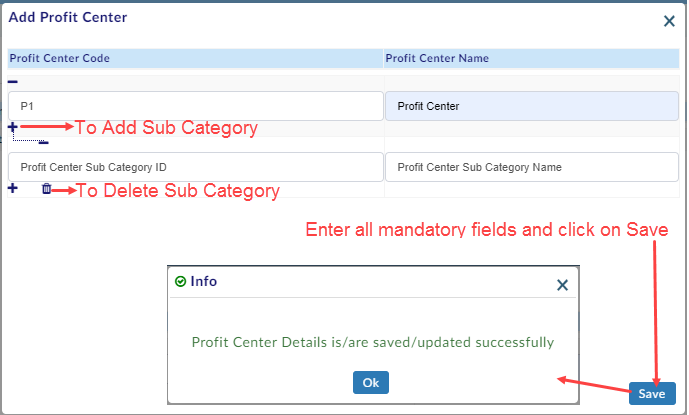 Add Profit Center
Profit Center Code Profit Center Name
P1 Profit Center
To Add Sub Category
Profit Center Sub Category ID Profit Center Sub Category Name
To Delete Sub Category
Enter all mandatory fields and click on Save
Info
Profit Center Details is/are saved/updated successfully
Ok
Save